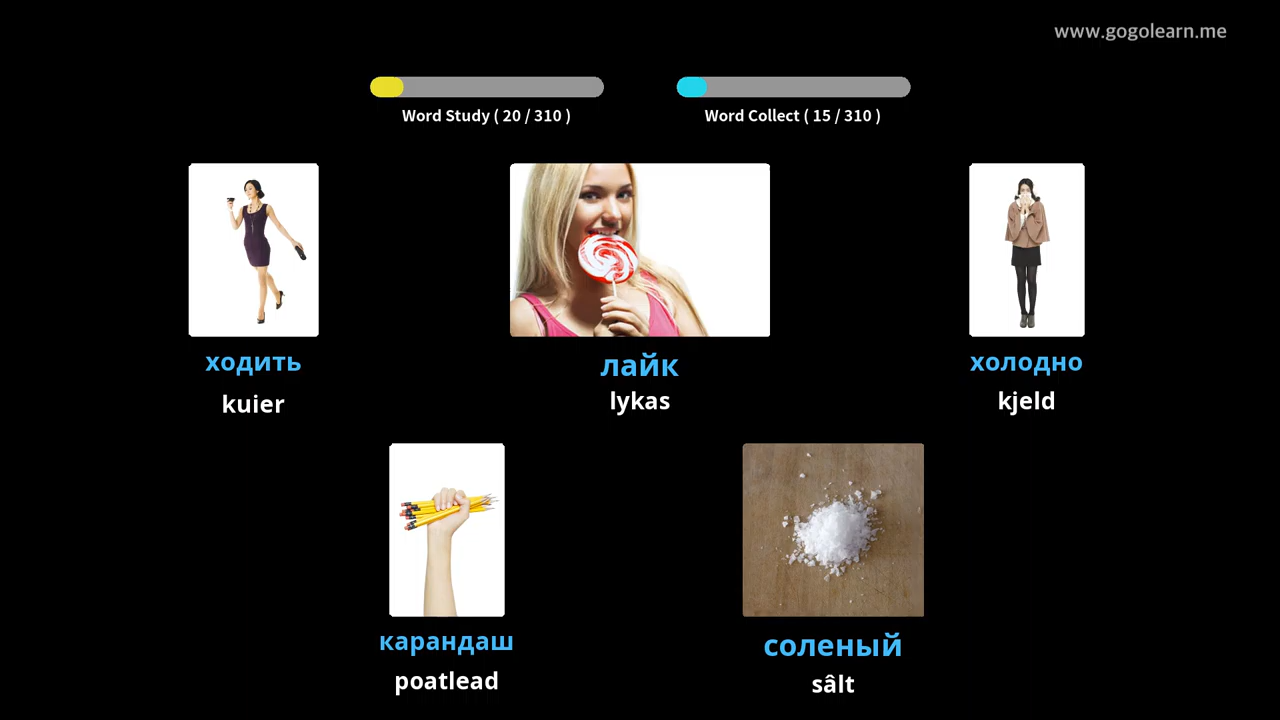 www.gogolearn.me
Word Study ( 20 / 310 )
Word Collect ( 15 / 310 )
ходить
kuier
лайк
lykas
холодно
kjeld
карандаш
poatlead
соленый
sâlt